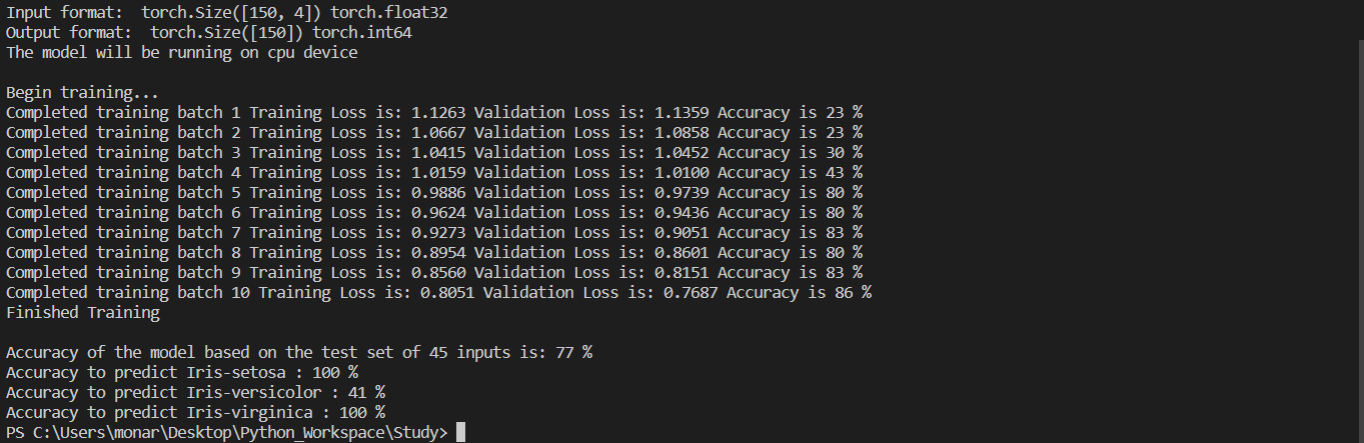 Input format:  torch.Size([150, 4]) torch.float32
Output format:  torch.Size([150]) torch.int64
The model will be running on cpu device
Begin training...
Completed training batch 1 Training Loss is: 1.1263 Validation Loss is: 1.1359 Accuracy is 23 %
Completed training batch 2 Training Loss is: 1.0667 Validation Loss is: 1.0858 Accuracy is 23 %
Completed training batch 3 Training Loss is: 1.0415 Validation Loss is: 1.0452 Accuracy is 30 %
Completed training batch 4 Training Loss is: 1.0159 Validation Loss is: 1.0100 Accuracy is 43 %
Completed training batch 5 Training Loss is: 0.9886 Validation Loss is: 0.9739 Accuracy is 80 %
Completed training batch 6 Training Loss is: 0.9624 Validation Loss is: 0.9436 Accuracy is 80 %
Completed training batch 7 Training Loss is: 0.9273 Validation Loss is: 0.9051 Accuracy is 83 %
Completed training batch 8 Training Loss is: 0.8954 Validation Loss is: 0.8601 Accuracy is 80 %
Completed training batch 9 Training Loss is: 0.8560 Validation Loss is: 0.8151 Accuracy is 83 %
Completed training batch 10 Training Loss is: 0.8051 Validation Loss is: 0.7687 Accuracy is 86 %
Finished Training
Accuracy of the model based on the test set of 45 inputs is: 77 %
Accuracy to predict Iris-setosa : 100 %
Accuracy to predict Iris-versicolor : 41 %
Accuracy to predict Iris-virginica : 100 %
PS C:\Users\monar\Desktop\Python_Workspace\Study>